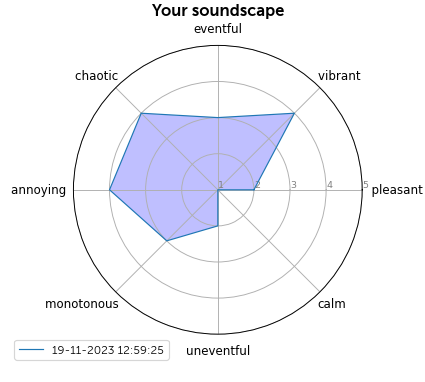 Your soundscape
eventful
chaotic
vibrant
annoying
1 2 3 4 5
pleasant
monotonous
calm
uneventful
19-11-2023 12:59:25